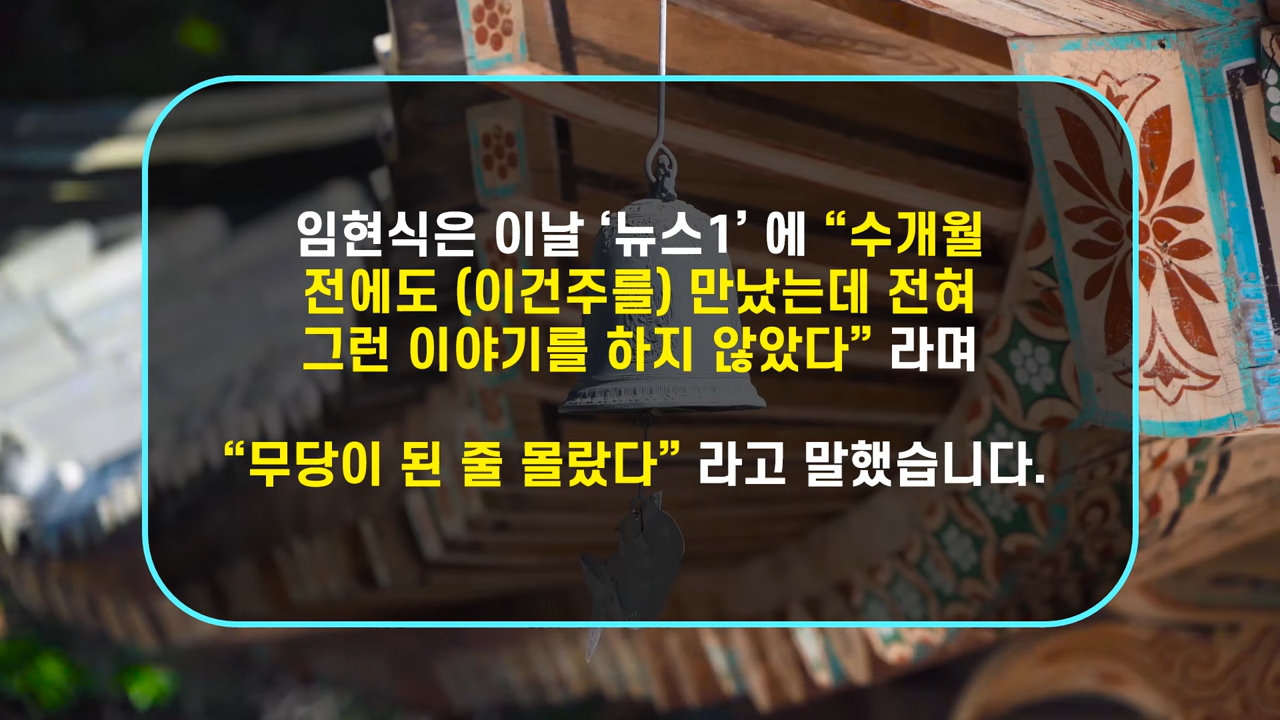 임현식은 이날 ‘뉴스1’ 에 “수개월
전에도 (이건주를) 만났는데 전혀
그런 이야기를 하지 않았다” 라며
“무당이 된 줄 몰랐다” 라고 말했습니다.